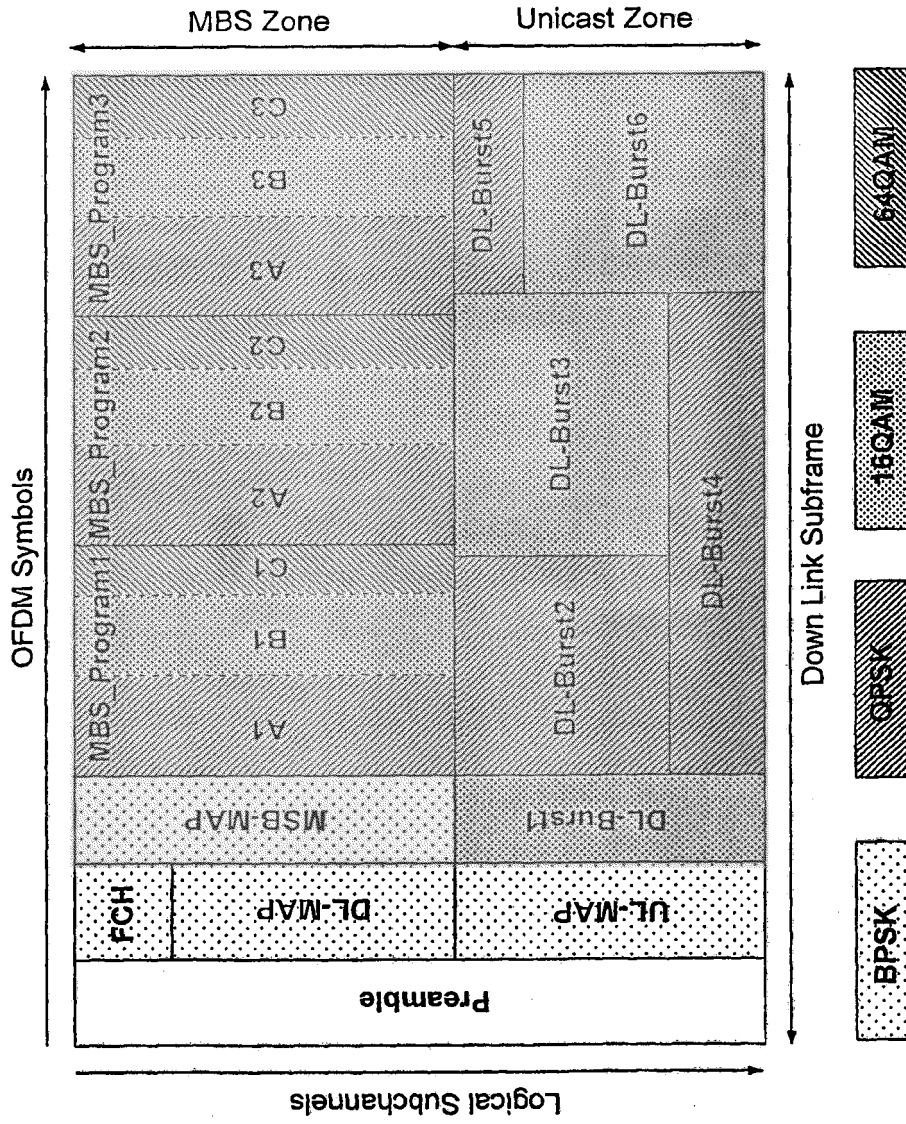 MBS Zone
Unicast Zone
OFDM Symbols
MBS_Program1
MBS_Program2
MBS_Program3
A1
B1
C1
A2
B2
C2
A3
B3
C3
DL-Burst2
DL-Burst3
DL-Burst4
DL-Burst5
DL-Burst6
MSB-MAP
DL-Burst1
FCH
DL-MAP
UL-MAP
Preamble
Logical Subchannels
Down Link Subframe
BPSK
QPSK
16QAM
64QAM